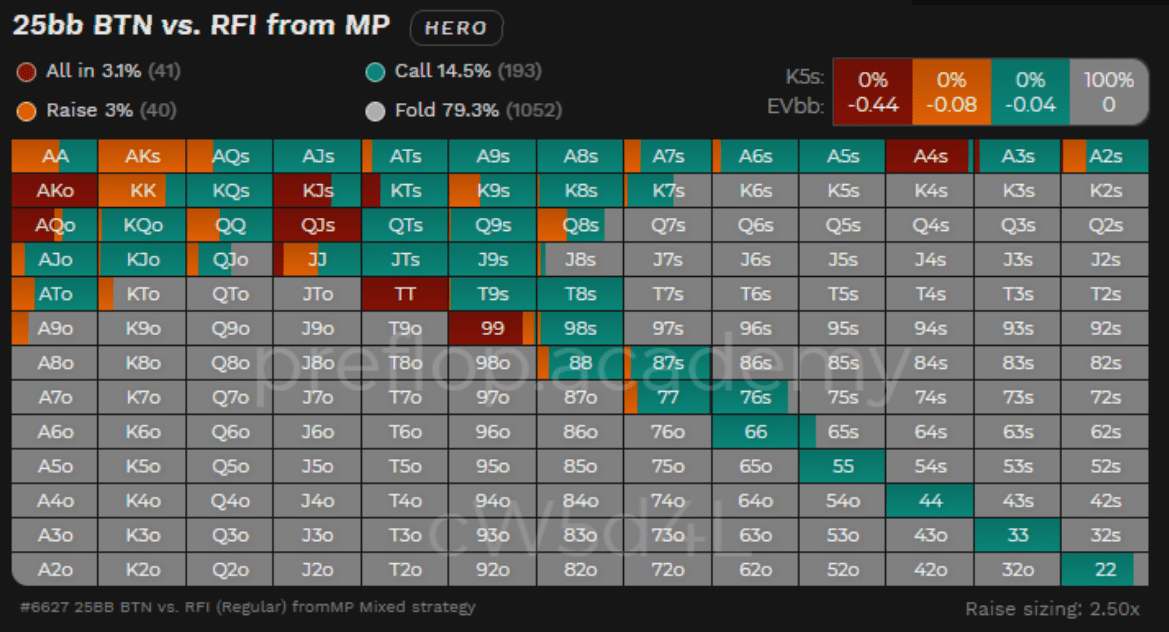 25bb BTN vs. RFI from MP HERO
All in 3.1% (41) Call 14.5% (193)
Raise 3% (40) Fold 79.3% (1052)
K5s: 0% 0% 0% 100%
EVbb: -0.44 -0.08 -0.04 0
AA AKs AQs AJs ATs A9s A8s A7s A6s A5s A4s A3s A2s
AKo KK KQs KJs KTs K9s K8s K7s K6s K5s K4s K3s K2s
AQo KQo QQ QJs QTs Q9s Q8s Q7s Q6s Q5s Q4s Q3s Q2s
AJo KJo QJo JJ JTs J9s J8s J7s J6s J5s J4s J3s J2s
ATo KTo QTo JTo TT T9s T8s T7s T6s T5s T4s T3s T2s
A9o K9o Q9o J9o T9o 99 98s 97s 96s 95s 94s 93s 92s
A8o K8o Q8o J8o T8o 98o 88 87s 86s 85s 84s 83s 82s
preflop.academy
A7o K7o Q7o J7o T7o 97o 87o 77 76s 75s 74s 73s 72s
A6o K6o Q6o J6o T6o 96o 86o 76o 66 65s 64s 63s 62s
A5o K5o Q5o J5o T5o 95o 85o 75o 65o 55 54s 53s 52s
A4o K4o Q4o J4o T4o 94o 84o 74o 64o 54o 44 43s 42s
cW5d4L
A3o K3o Q3o J3o T3o 93o 83o 73o 63o 53o 43o 33 32s
A2o K2o Q2o J2o T2o 92o 82o 72o 62o 52o 42o 32o 22
#6627 25BB BTN vs. RFI (Regular) fromMP Mixed strategy Raise sizing: 2.50x